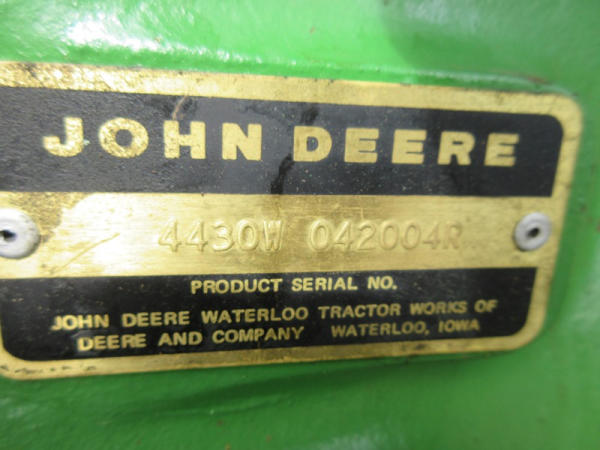 JOHN DEERE
4430W 042004R
PRODUCT SERIAL NO.
JOHN DEERE WATERLOO TRACTOR WORKS OF
DEERE AND COMPANY WATERLOO, IOWA